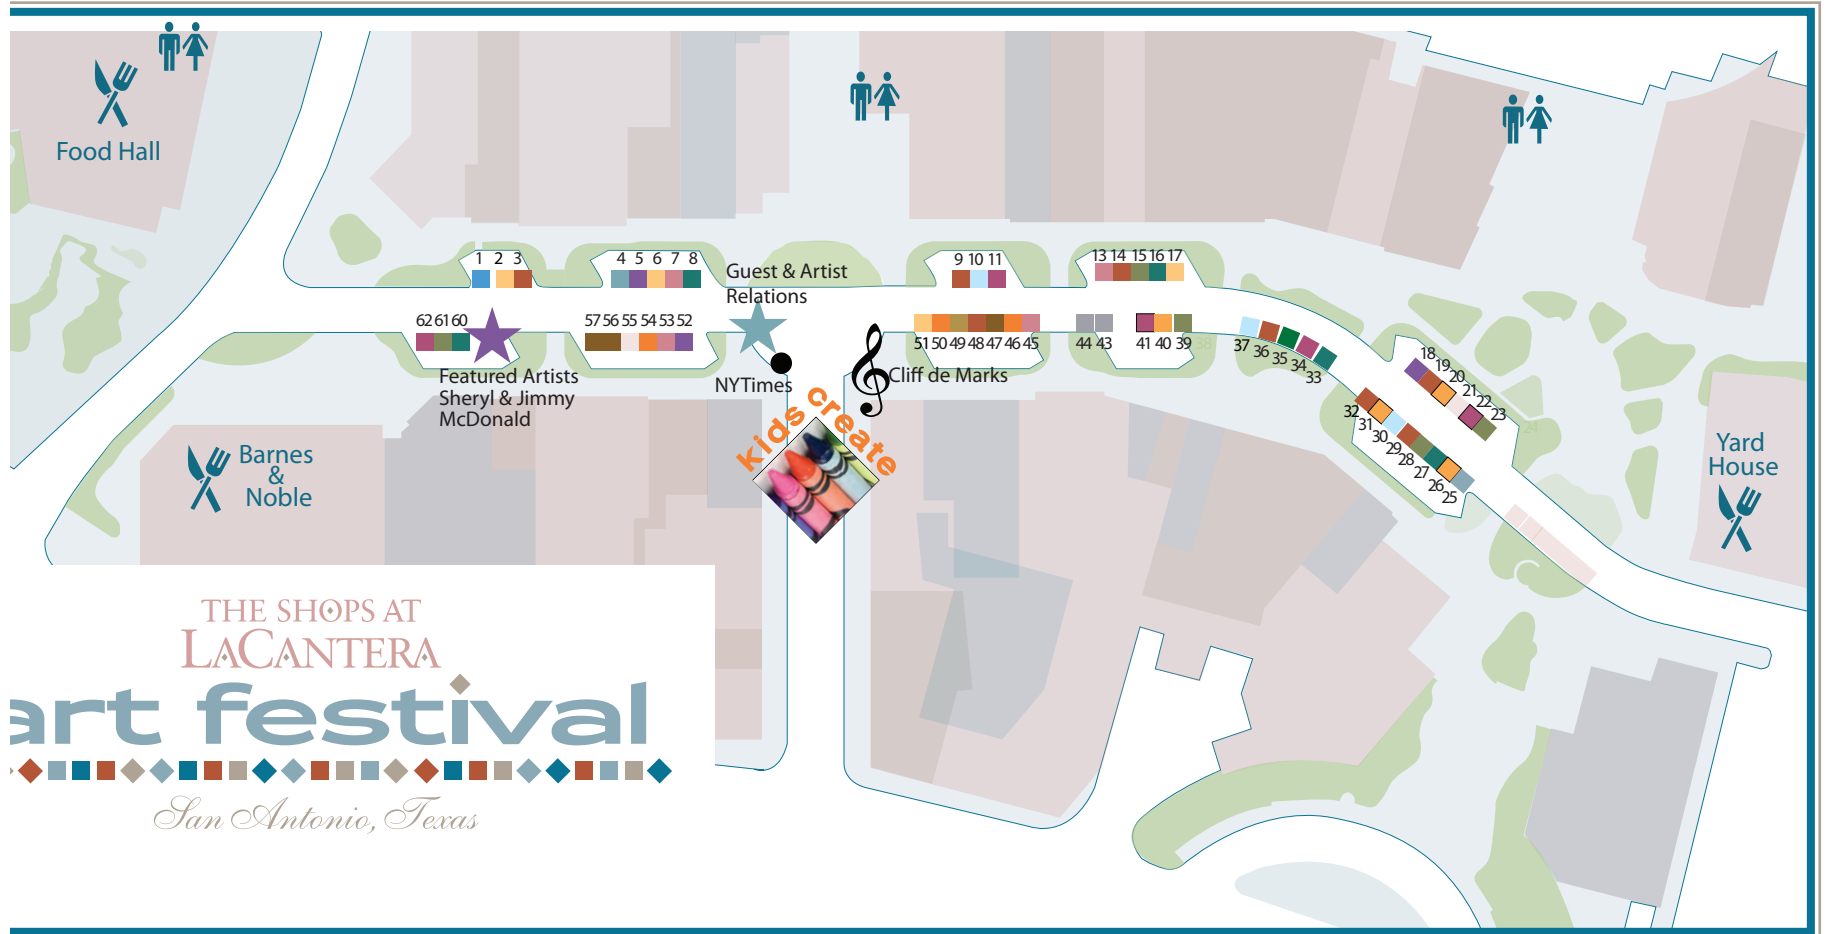 Food Hall
1 2 3
4 5 6 7 8
Guest & Artist
Relations
9 10 11
13 14 15 16 17
62 61 60
57 56 55 54 53 52
51 50 49 48 47 46 45
44 43
41 40 39 38
37
36
35
34
33
18
19
20
21
22
23
24
32
31
30
29
28
27
26
25
Featured Artists
Sheryl & Jimmy
McDonald
NYTimes
Cliff de Marks
kids create
Barnes
&
Noble
Yard
House
THE SHOPS AT
LACANTERA
art festival
San Antonio, Texas